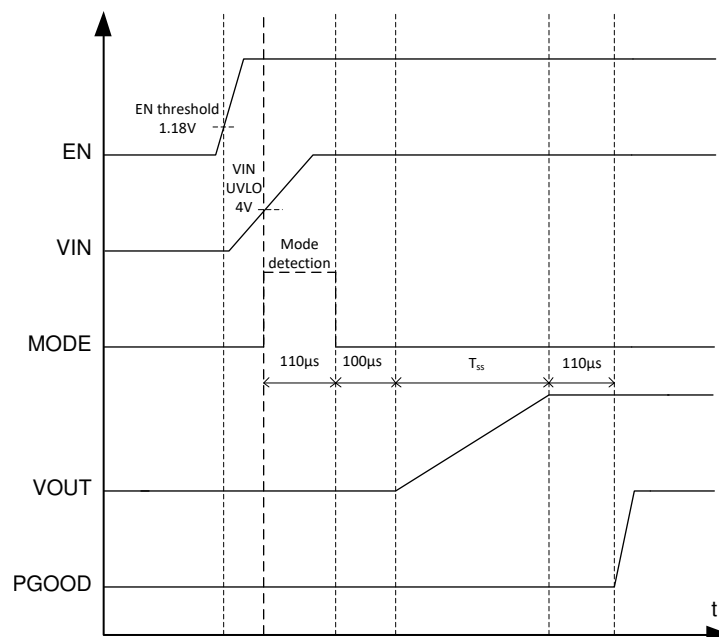 EN threshold
1.18V
EN
VIN
UVLO
4V
VIN
Mode
detection
MODE
110µs
100µs
Tss
110µs
VOUT
PGOOD
t